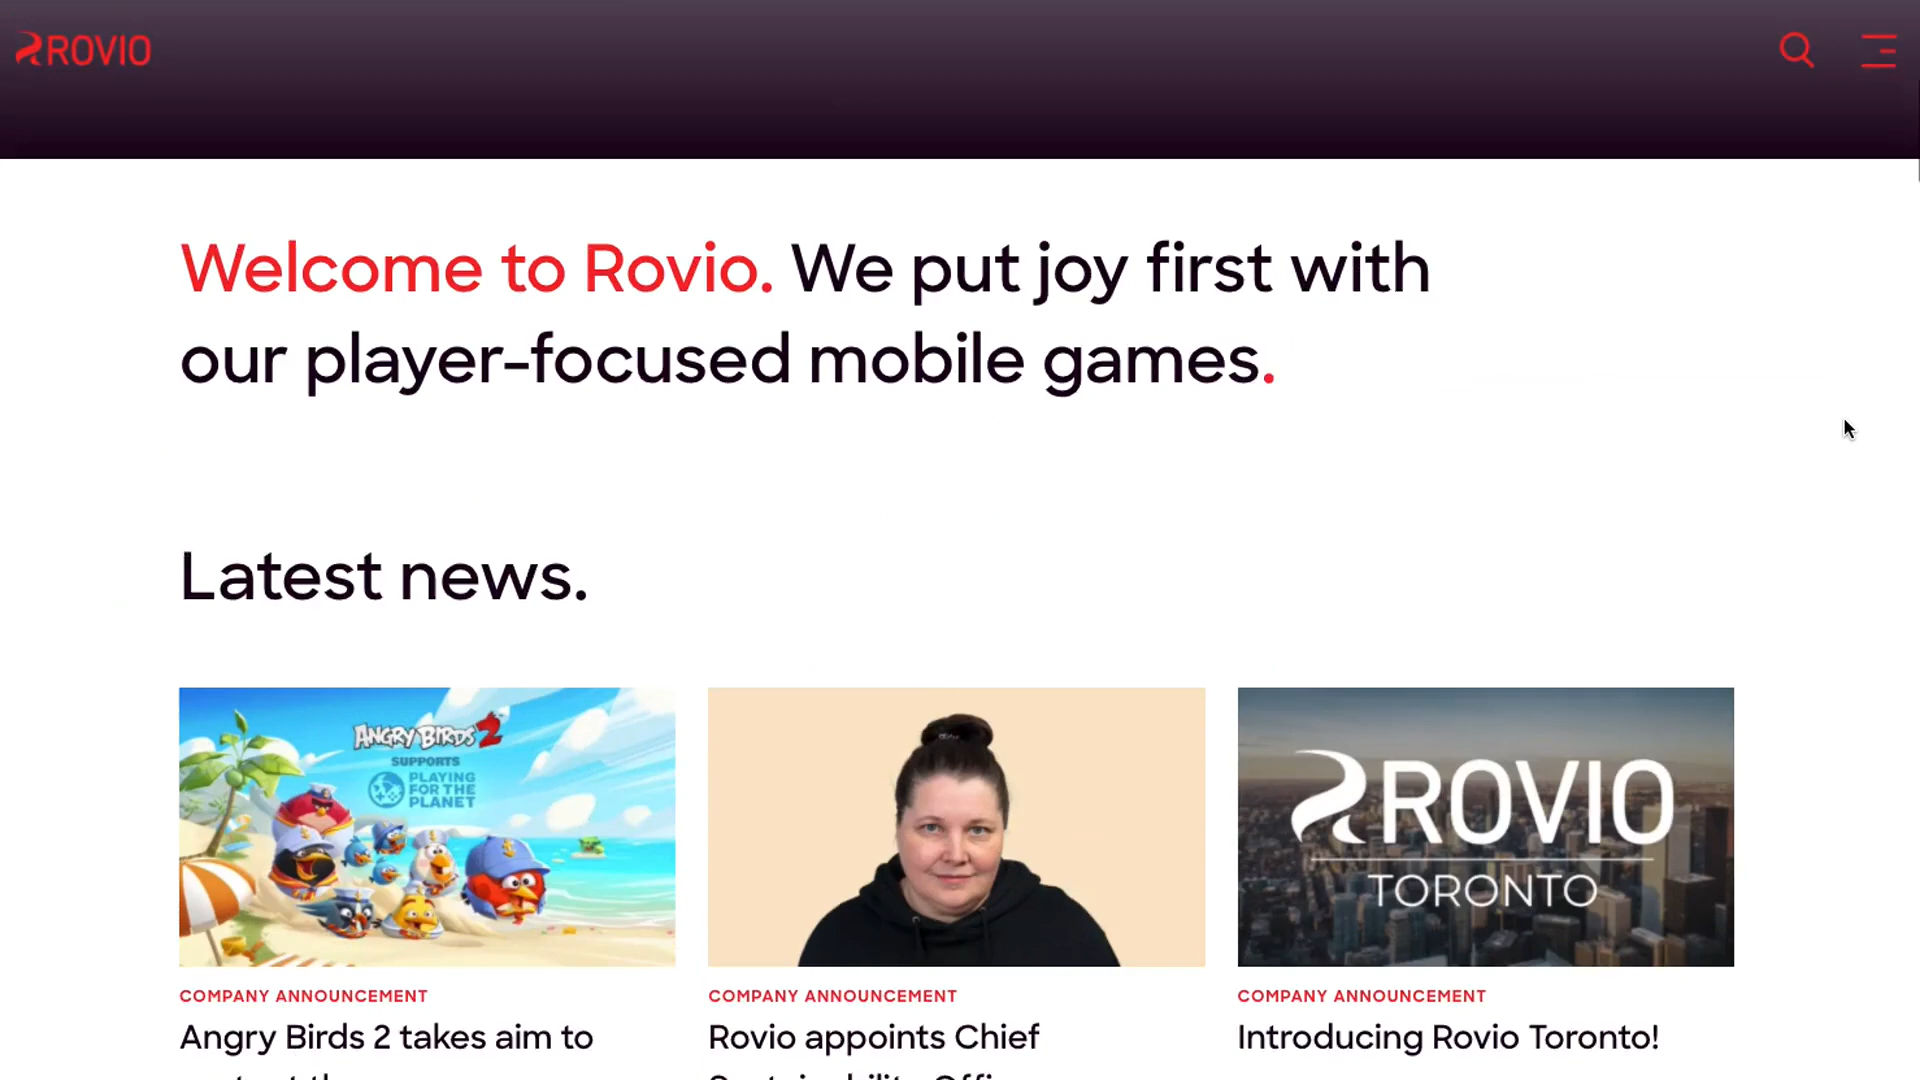 ROVIO
Welcome to Rovio. We put joy first with
our player-focused mobile games.
Latest news.
ANGRY BIRDS 2
SUPPORTS
PLAYING
FOR THE
PLANET
ROVIO
TORONTO
COMPANY ANNOUNCEMENT
Angry Birds 2 takes aim to
COMPANY ANNOUNCEMENT
Rovio appoints Chief
COMPANY ANNOUNCEMENT
Introducing Rovio Toronto!